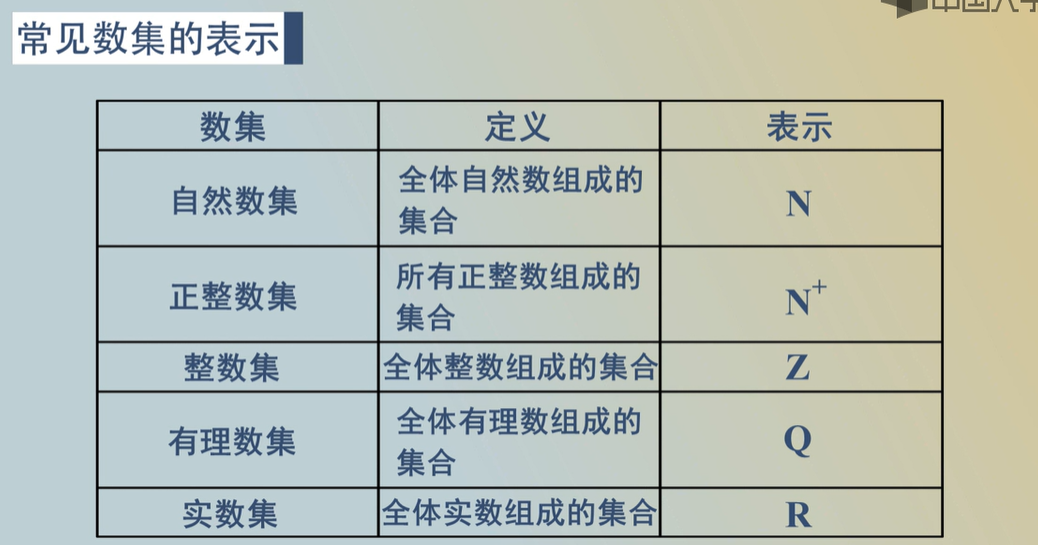 常见数集的表示
数集 定义 表示
自然数集 全体自然数组成的 N
集合
正整数集 所有正整数组成的 N⁺
集合
整数集 全体整数组成的集合 Z
有理数集 全体有理数组成的 Q
集合
实数集 全体实数组成的集合 R